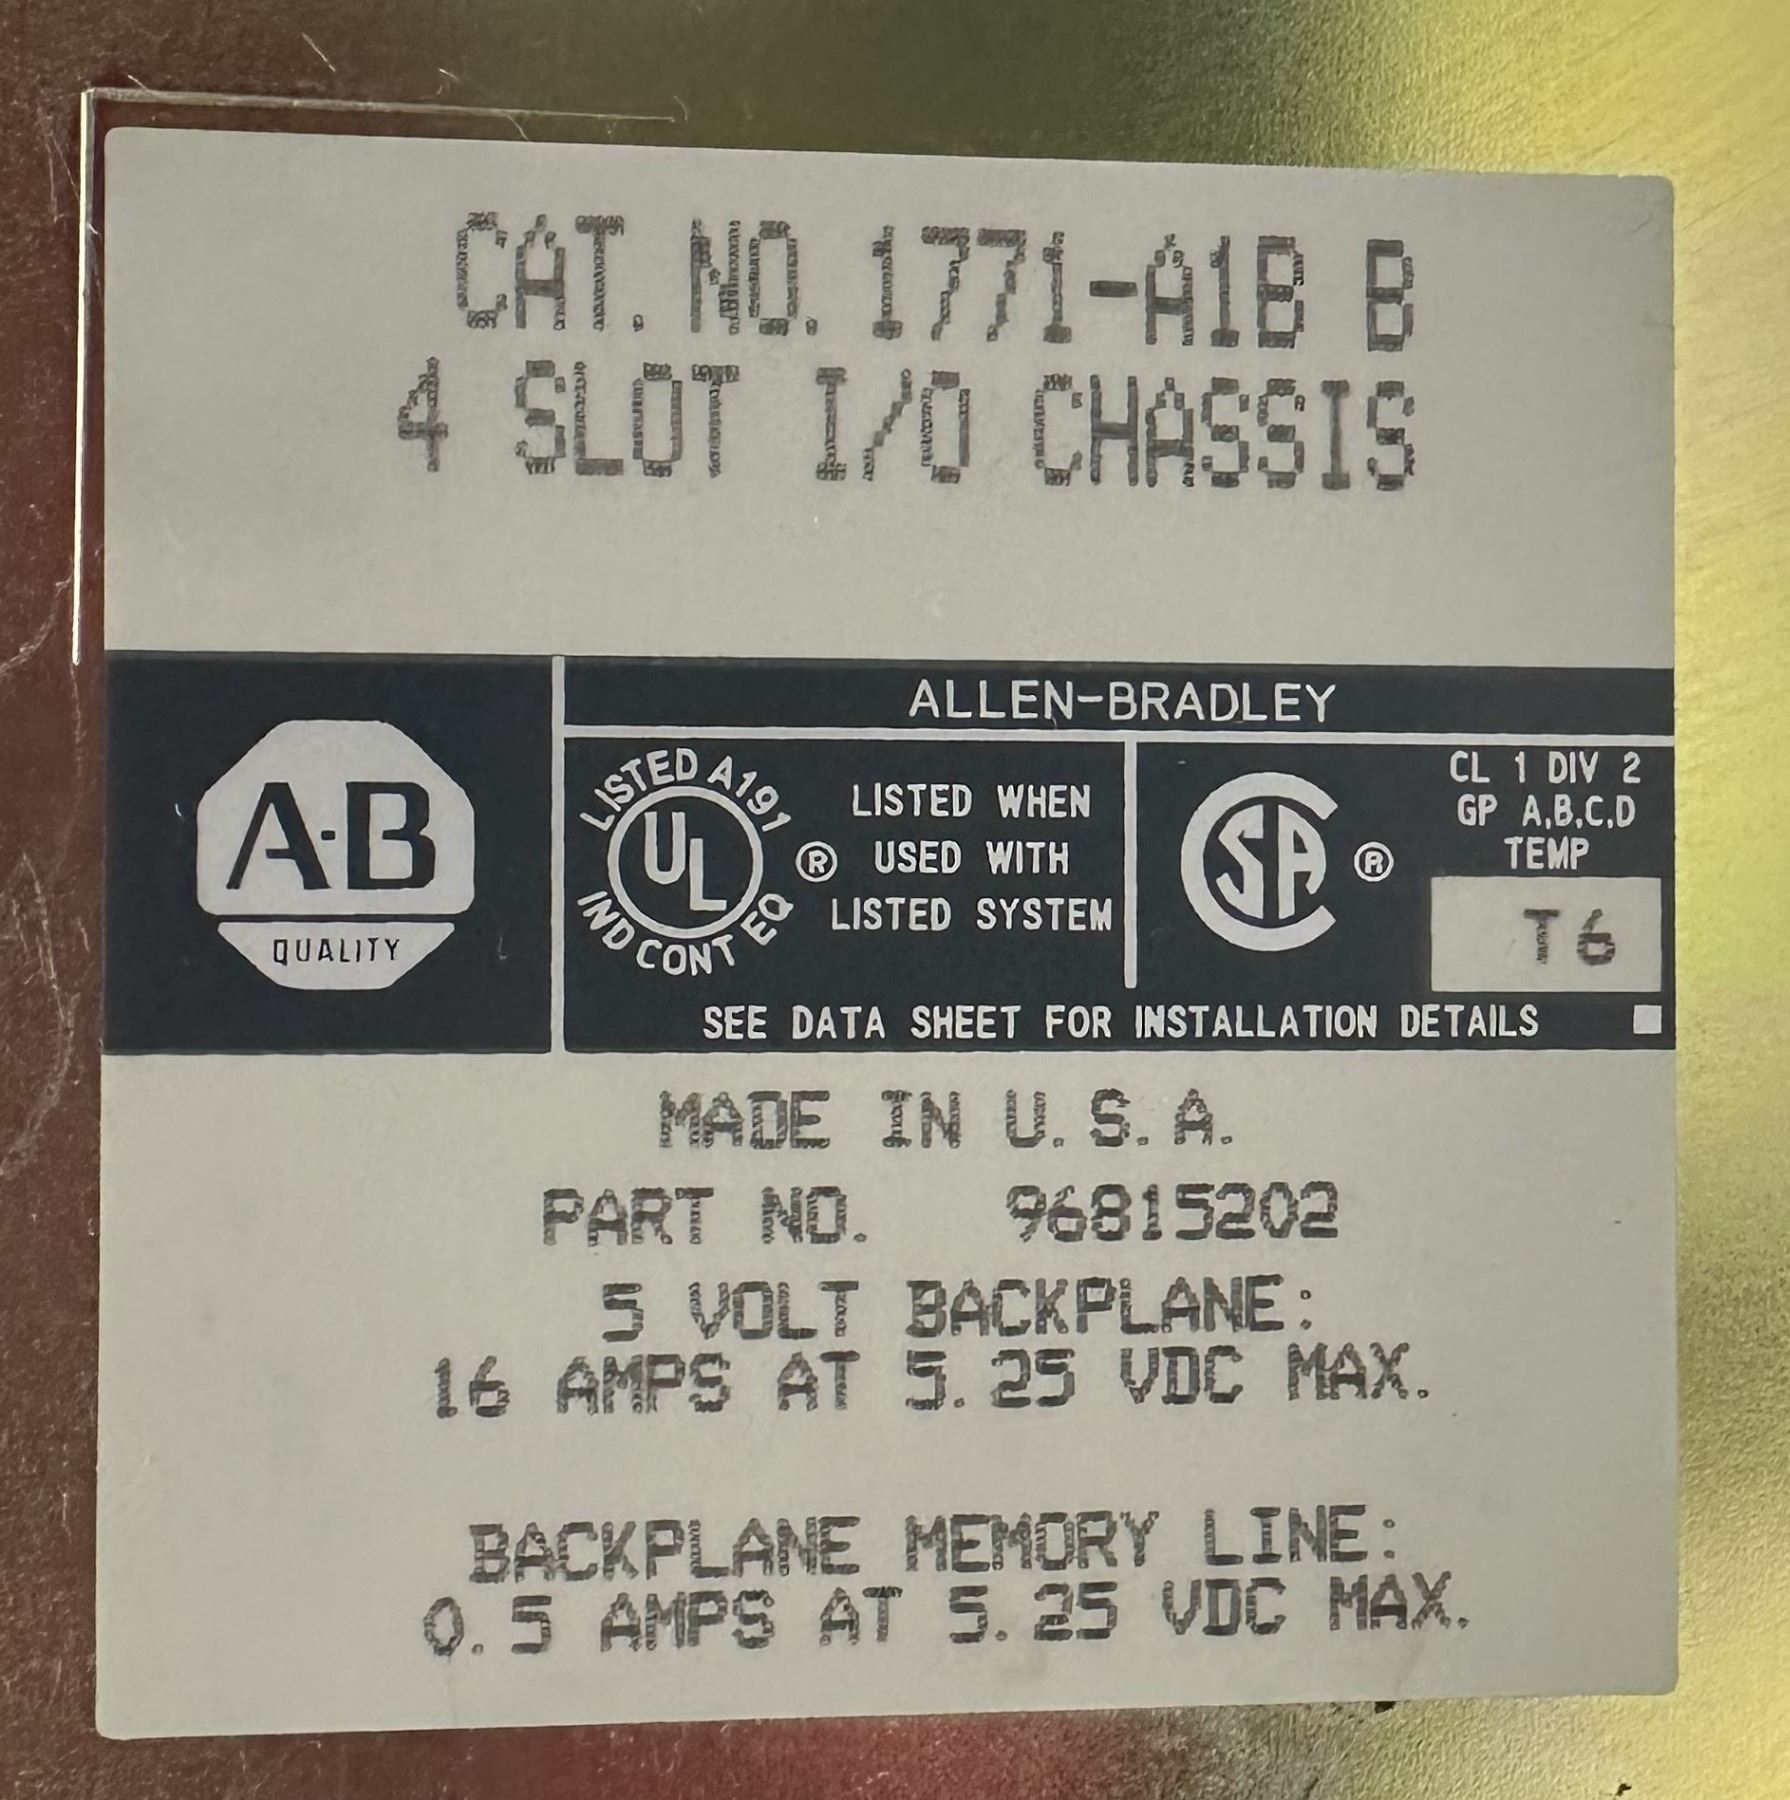 CAT. NO. 1771-A1B B
4 SLOT I/O CHASSIS
ALLEN-BRADLEY
A-B
QUALITY
LISTED A191
UL
IND CONT EQ
®
LISTED WHEN
USED WITH
LISTED SYSTEM
CSA
®
CL 1 DIV 2
GP A,B,C,D
TEMP
T6
SEE DATA SHEET FOR INSTALLATION DETAILS
MADE IN U.S.A.
PART NO. 96815202
5 VOLT BACKPLANE:
16 AMPS AT 5.25 VDC MAX.
BACKPLANE MEMORY LINE:
0.5 AMPS AT 5.25 VDC MAX.